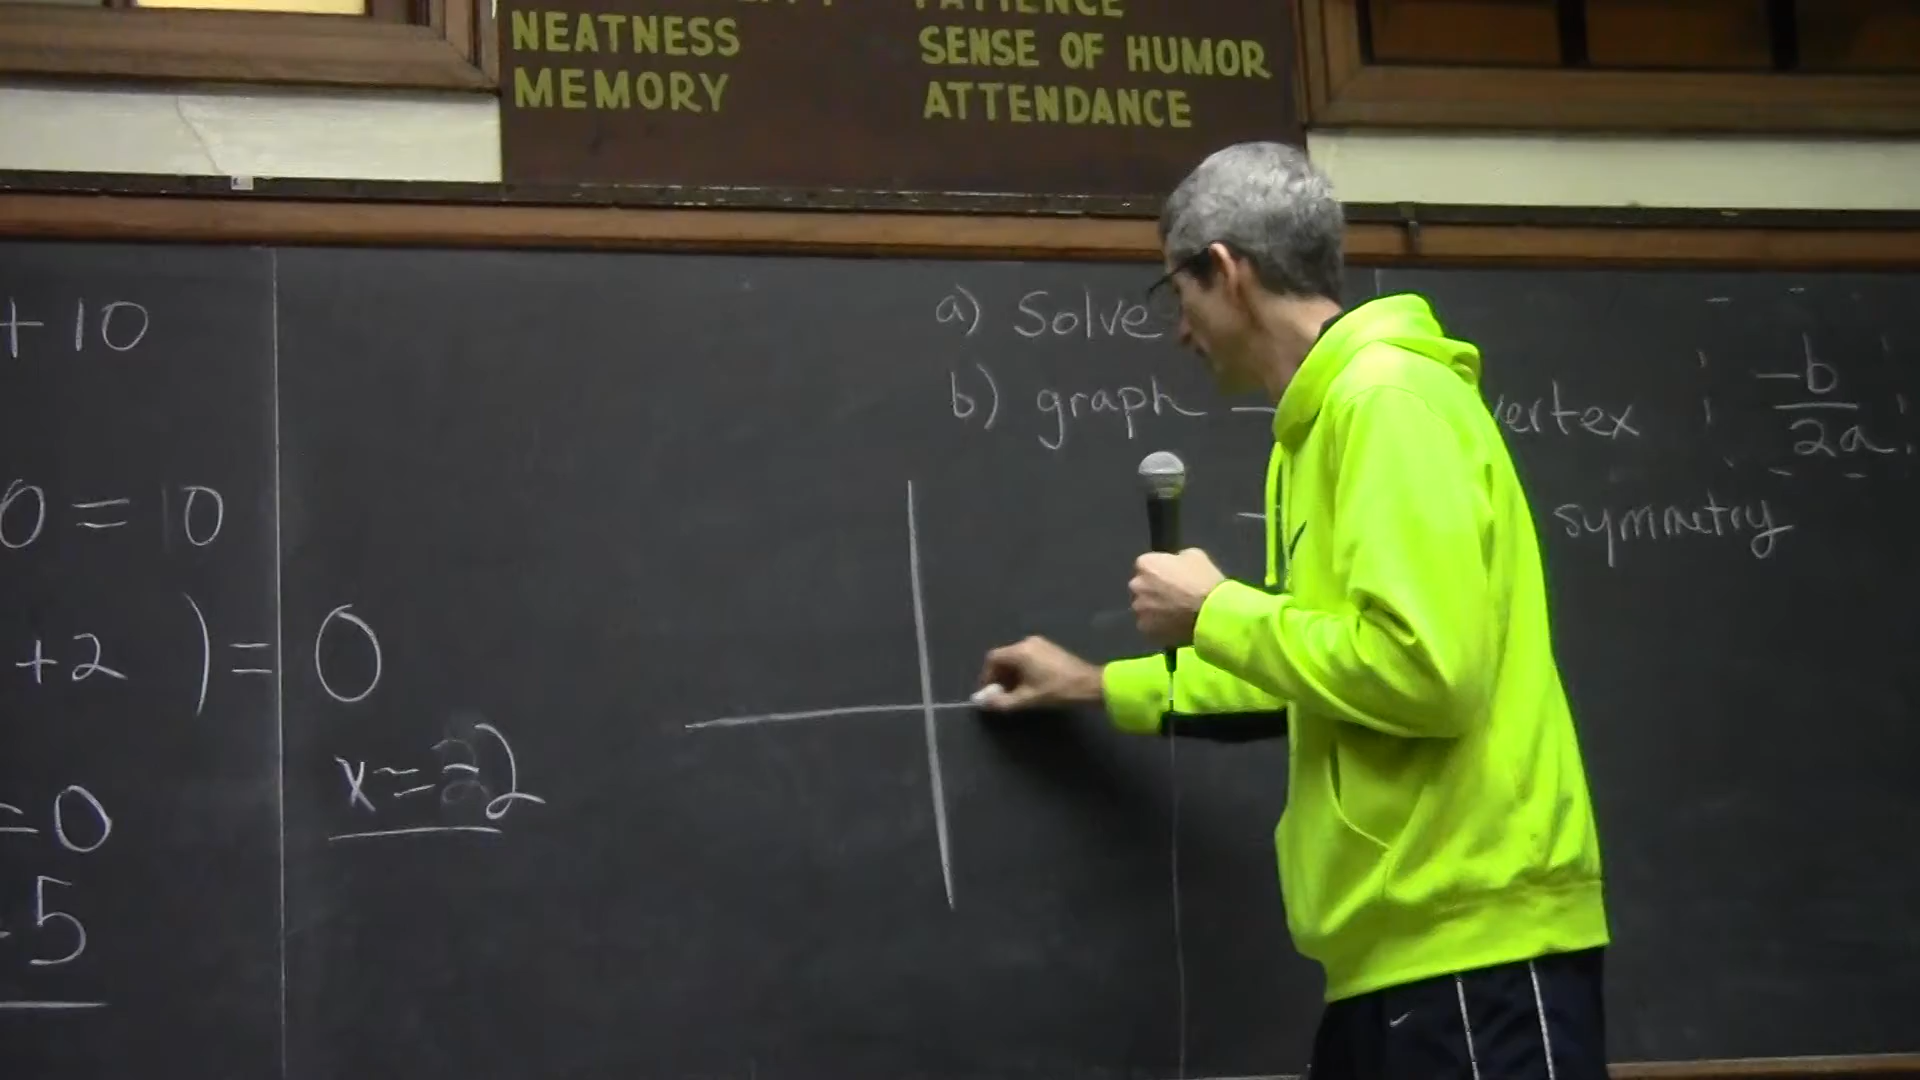 NEATNESS
MEMORY
PATIENCE
SENSE OF HUMOR
ATTENDANCE
+ 10
0 = 10
+2 ) = 0
x = 2
= 0
5
a) Solve
b) graph - vertex -b/2a
- symmetry